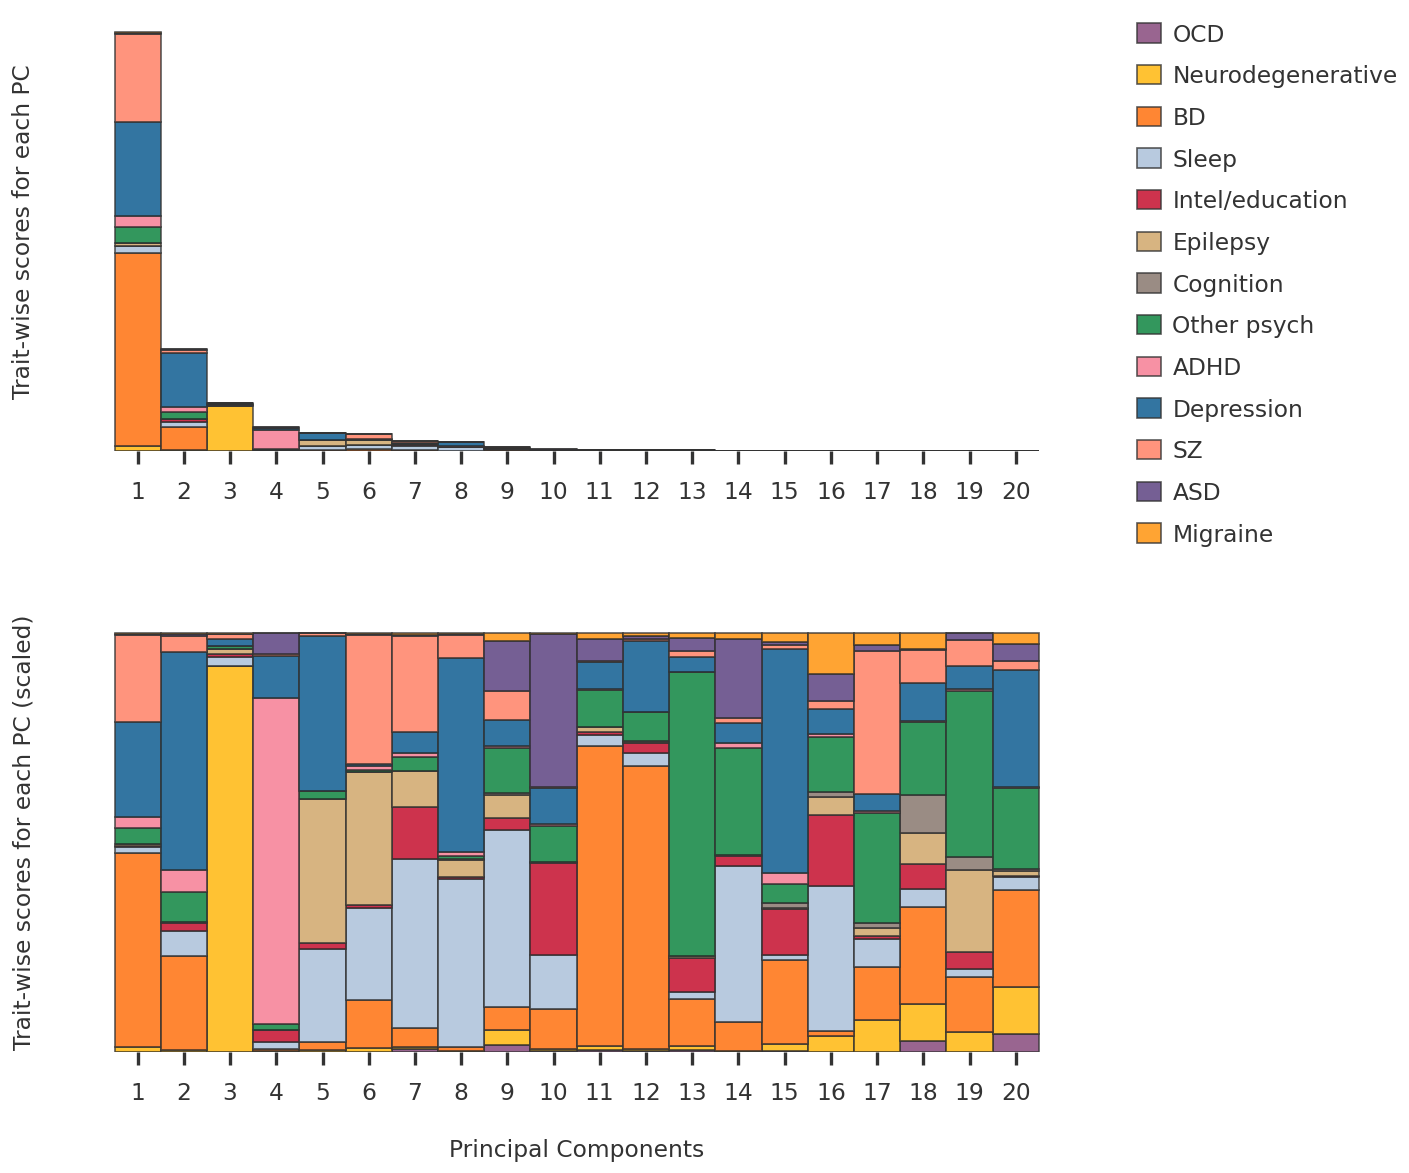 Trait-wise scores for each PC
1 2 3 4 5 6 7 8 9 10 11 12 13 14 15 16 17 18 19 20
OCD
Neurodegenerative
BD
Sleep
Intel/education
Epilepsy
Cognition
Other psych
ADHD
Depression
SZ
ASD
Migraine
Trait-wise scores for each PC (scaled)
1 2 3 4 5 6 7 8 9 10 11 12 13 14 15 16 17 18 19 20
Principal Components